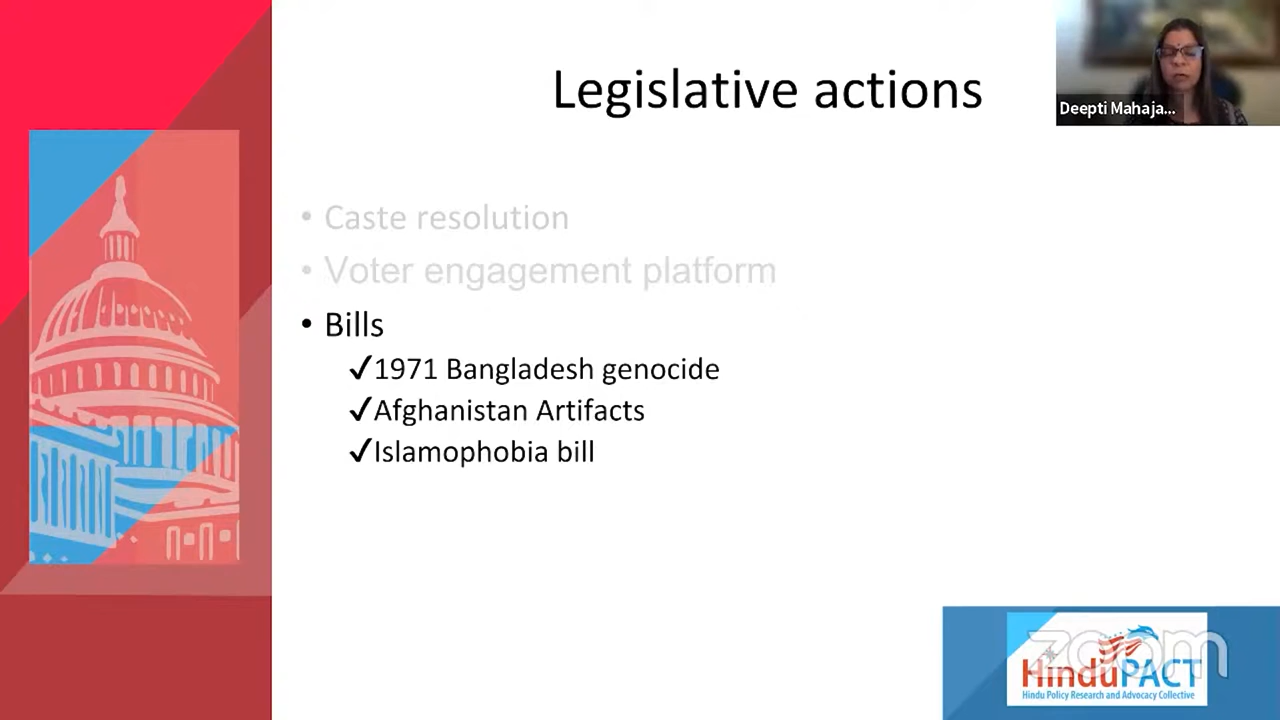 Legislative actions
Deepti Mahaja...
• Caste resolution
• Voter engagement platform
• Bills
✓1971 Bangladesh genocide
✓Afghanistan Artifacts
✓Islamophobia bill
zoom
HinduPACT
Hindu Policy Research and Advocacy Collective